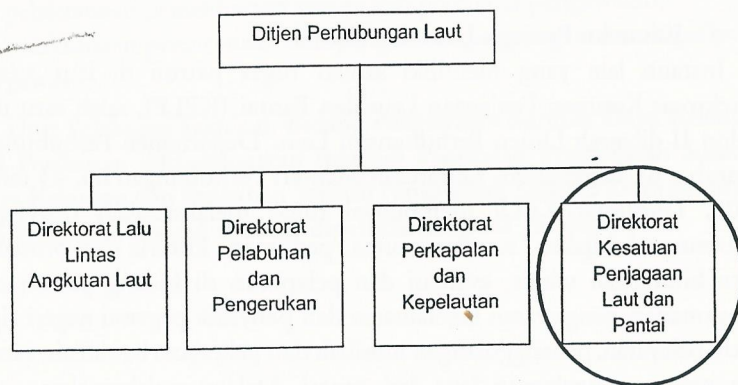 Ditjen Perhubungan Laut
Direktorat Lalu
Lintas
Angkutan Laut
Direktorat
Pelabuhan
dan
Pengerukan
Direktorat
Perkapalan
dan
Kepelautan
Direktorat
Kesatuan
Penjagaan
Laut dan
Pantai